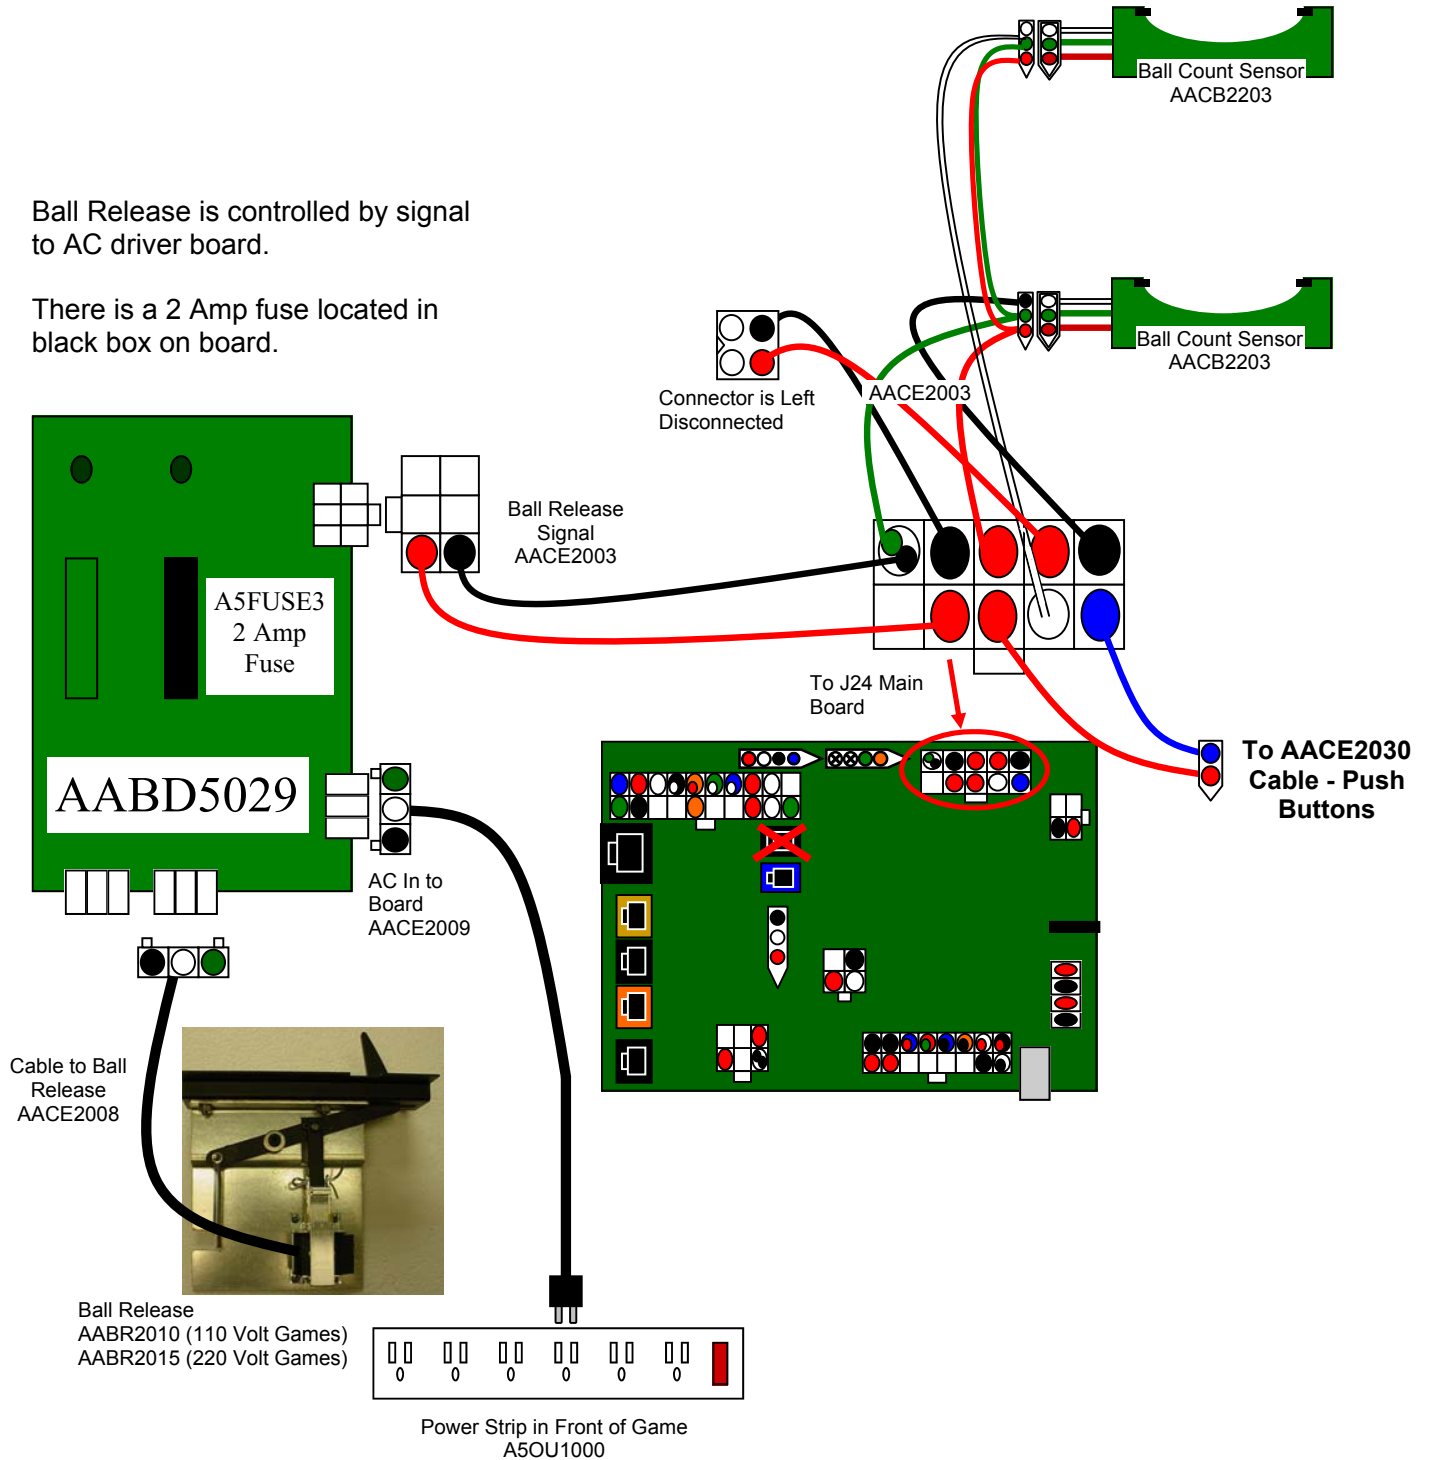 Ball Count Sensor
AACB2203
Ball Release is controlled by signal
to AC driver board.
There is a 2 Amp fuse located in
black box on board.
Ball Count Sensor
AACB2203
Connector is Left
Disconnected
AACE2003
Ball Release
Signal
AACE2003
A5FUSE3
2 Amp
Fuse
To J24 Main
Board
AABD5029
To AACE2030
Cable - Push
Buttons
AC In to
Board
AACE2009
Cable to Ball
Release
AACE2008
Ball Release
AABR2010 (110 Volt Games)
AABR2015 (220 Volt Games)
Power Strip in Front of Game
A5OU1000